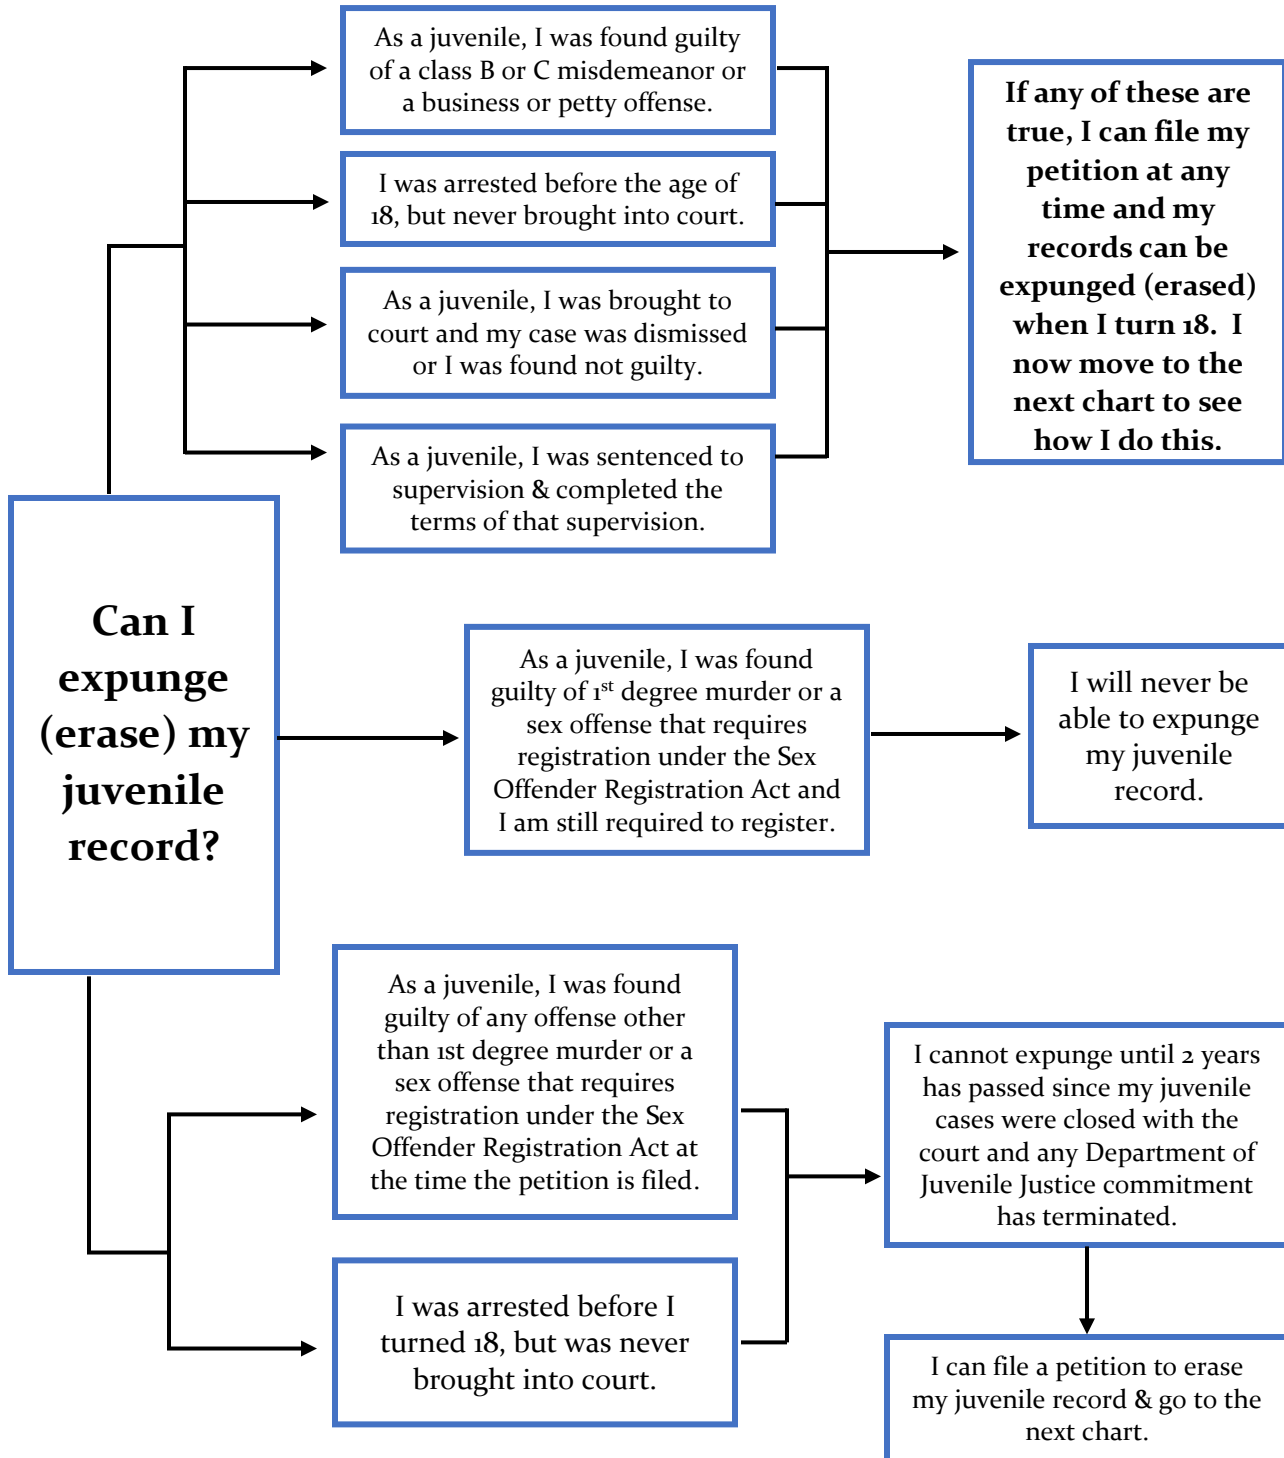 As a juvenile, I was found guilty
of a class B or C misdemeanor or
a business or petty offense.
I was arrested before the age of
18, but never brought into court.
As a juvenile, I was brought to
court and my case was dismissed
or I was found not guilty.
As a juvenile, I was sentenced to
supervision & completed the
terms of that supervision.
If any of these are
true, I can file my
petition at any
time and my
records can be
expunged (erased)
when I turn 18.  I
now move to the
next chart to see
how I do this.
Can I
expunge
(erase) my
juvenile
record?
As a juvenile, I was found
guilty of 1st degree murder or a
sex offense that requires
registration under the Sex
Offender Registration Act and
I am still required to register.
I will never be
able to expunge
my juvenile
record.
As a juvenile, I was found
guilty of any offense other
than 1st degree murder or a
sex offense that requires
registration under the Sex
Offender Registration Act at
the time the petition is filed.
I was arrested before I
turned 18, but was never
brought into court.
I cannot expunge until 2 years
has passed since my juvenile
cases were closed with the
court and any Department of
Juvenile Justice commitment
has terminated.
I can file a petition to erase
my juvenile record & go to the
next chart.